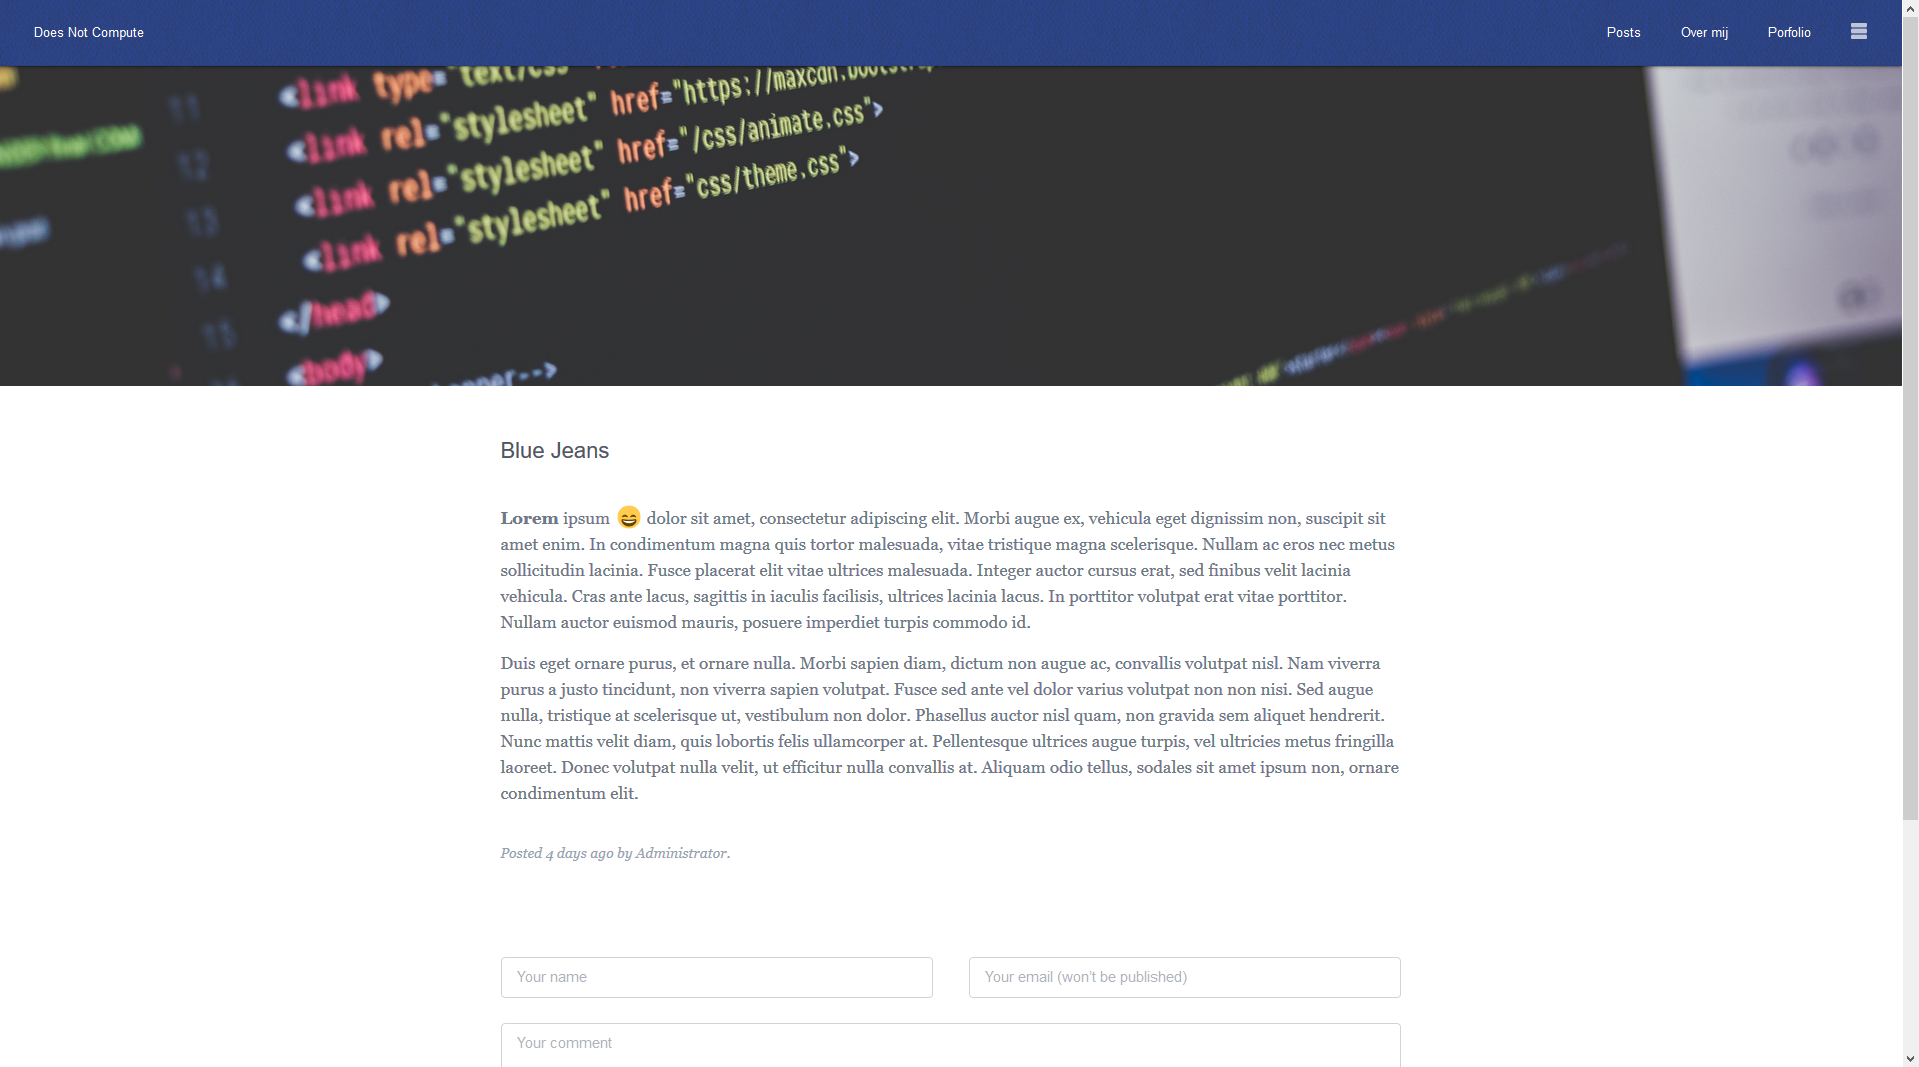 Does Not Compute
Posts
Over mij
Porfolio
<link type="text/css"
<link rel="stylesheet" href="https://maxcdn.bootstrap
<link rel="stylesheet" href="/css/animate.css">
<link rel="stylesheet" href="css/theme.css">
<link rel="stylesheet"
11
12
13
14
15
</head>
<body>
Blue Jeans
Lorem ipsum 😄 dolor sit amet, consectetur adipiscing elit. Morbi augue ex, vehicula eget dignissim non, suscipit sit
amet enim. In condimentum magna quis tortor malesuada, vitae tristique magna scelerisque. Nullam ac eros nec metus
sollicitudin lacinia. Fusce placerat elit vitae ultrices malesuada. Integer auctor cursus erat, sed finibus velit lacinia
vehicula. Cras ante lacus, sagittis in iaculis facilisis, ultrices lacinia lacus. In porttitor volutpat erat vitae porttitor.
Nullam auctor euismod mauris, posuere imperdiet turpis commodo id.
Duis eget ornare purus, et ornare nulla. Morbi sapien diam, dictum non augue ac, convallis volutpat nisl. Nam viverra
purus a justo tincidunt, non viverra sapien volutpat. Fusce sed ante vel dolor varius volutpat non non nisi. Sed augue
nulla, tristique at scelerisque ut, vestibulum non dolor. Phasellus auctor nisl quam, non gravida sem aliquet hendrerit.
Nunc mattis velit diam, quis lobortis felis ullamcorper at. Pellentesque ultrices augue turpis, vel ultricies metus fringilla
laoreet. Donec volutpat nulla velit, ut efficitur nulla convallis at. Aliquam odio tellus, sodales sit amet ipsum non, ornare
condimentum elit.
Posted 4 days ago by Administrator.
Your name
Your email (won't be published)
Your comment